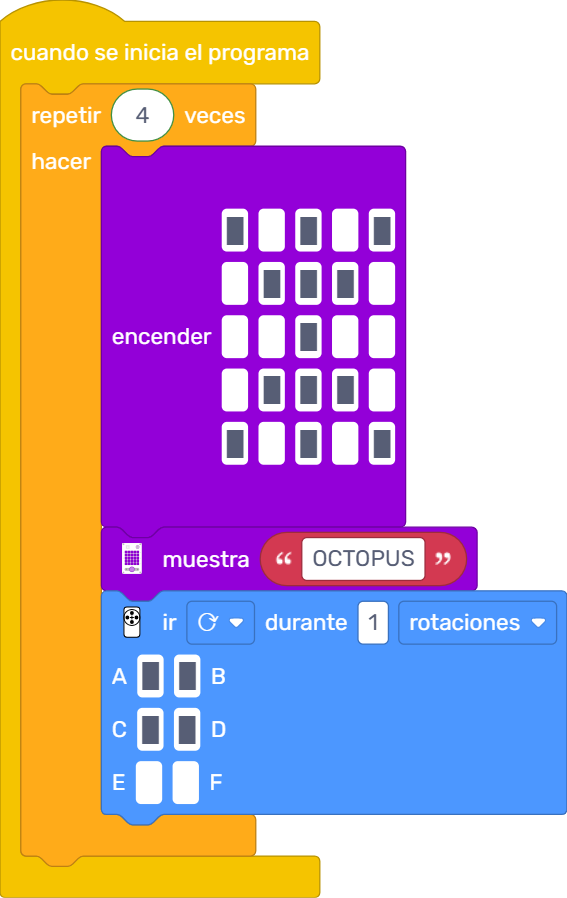 cuando se inicia el programa
repetir 4 veces
hacer
encender
muestra “ OCTOPUS ”
ir durante 1 rotaciones
A B
C D
E F